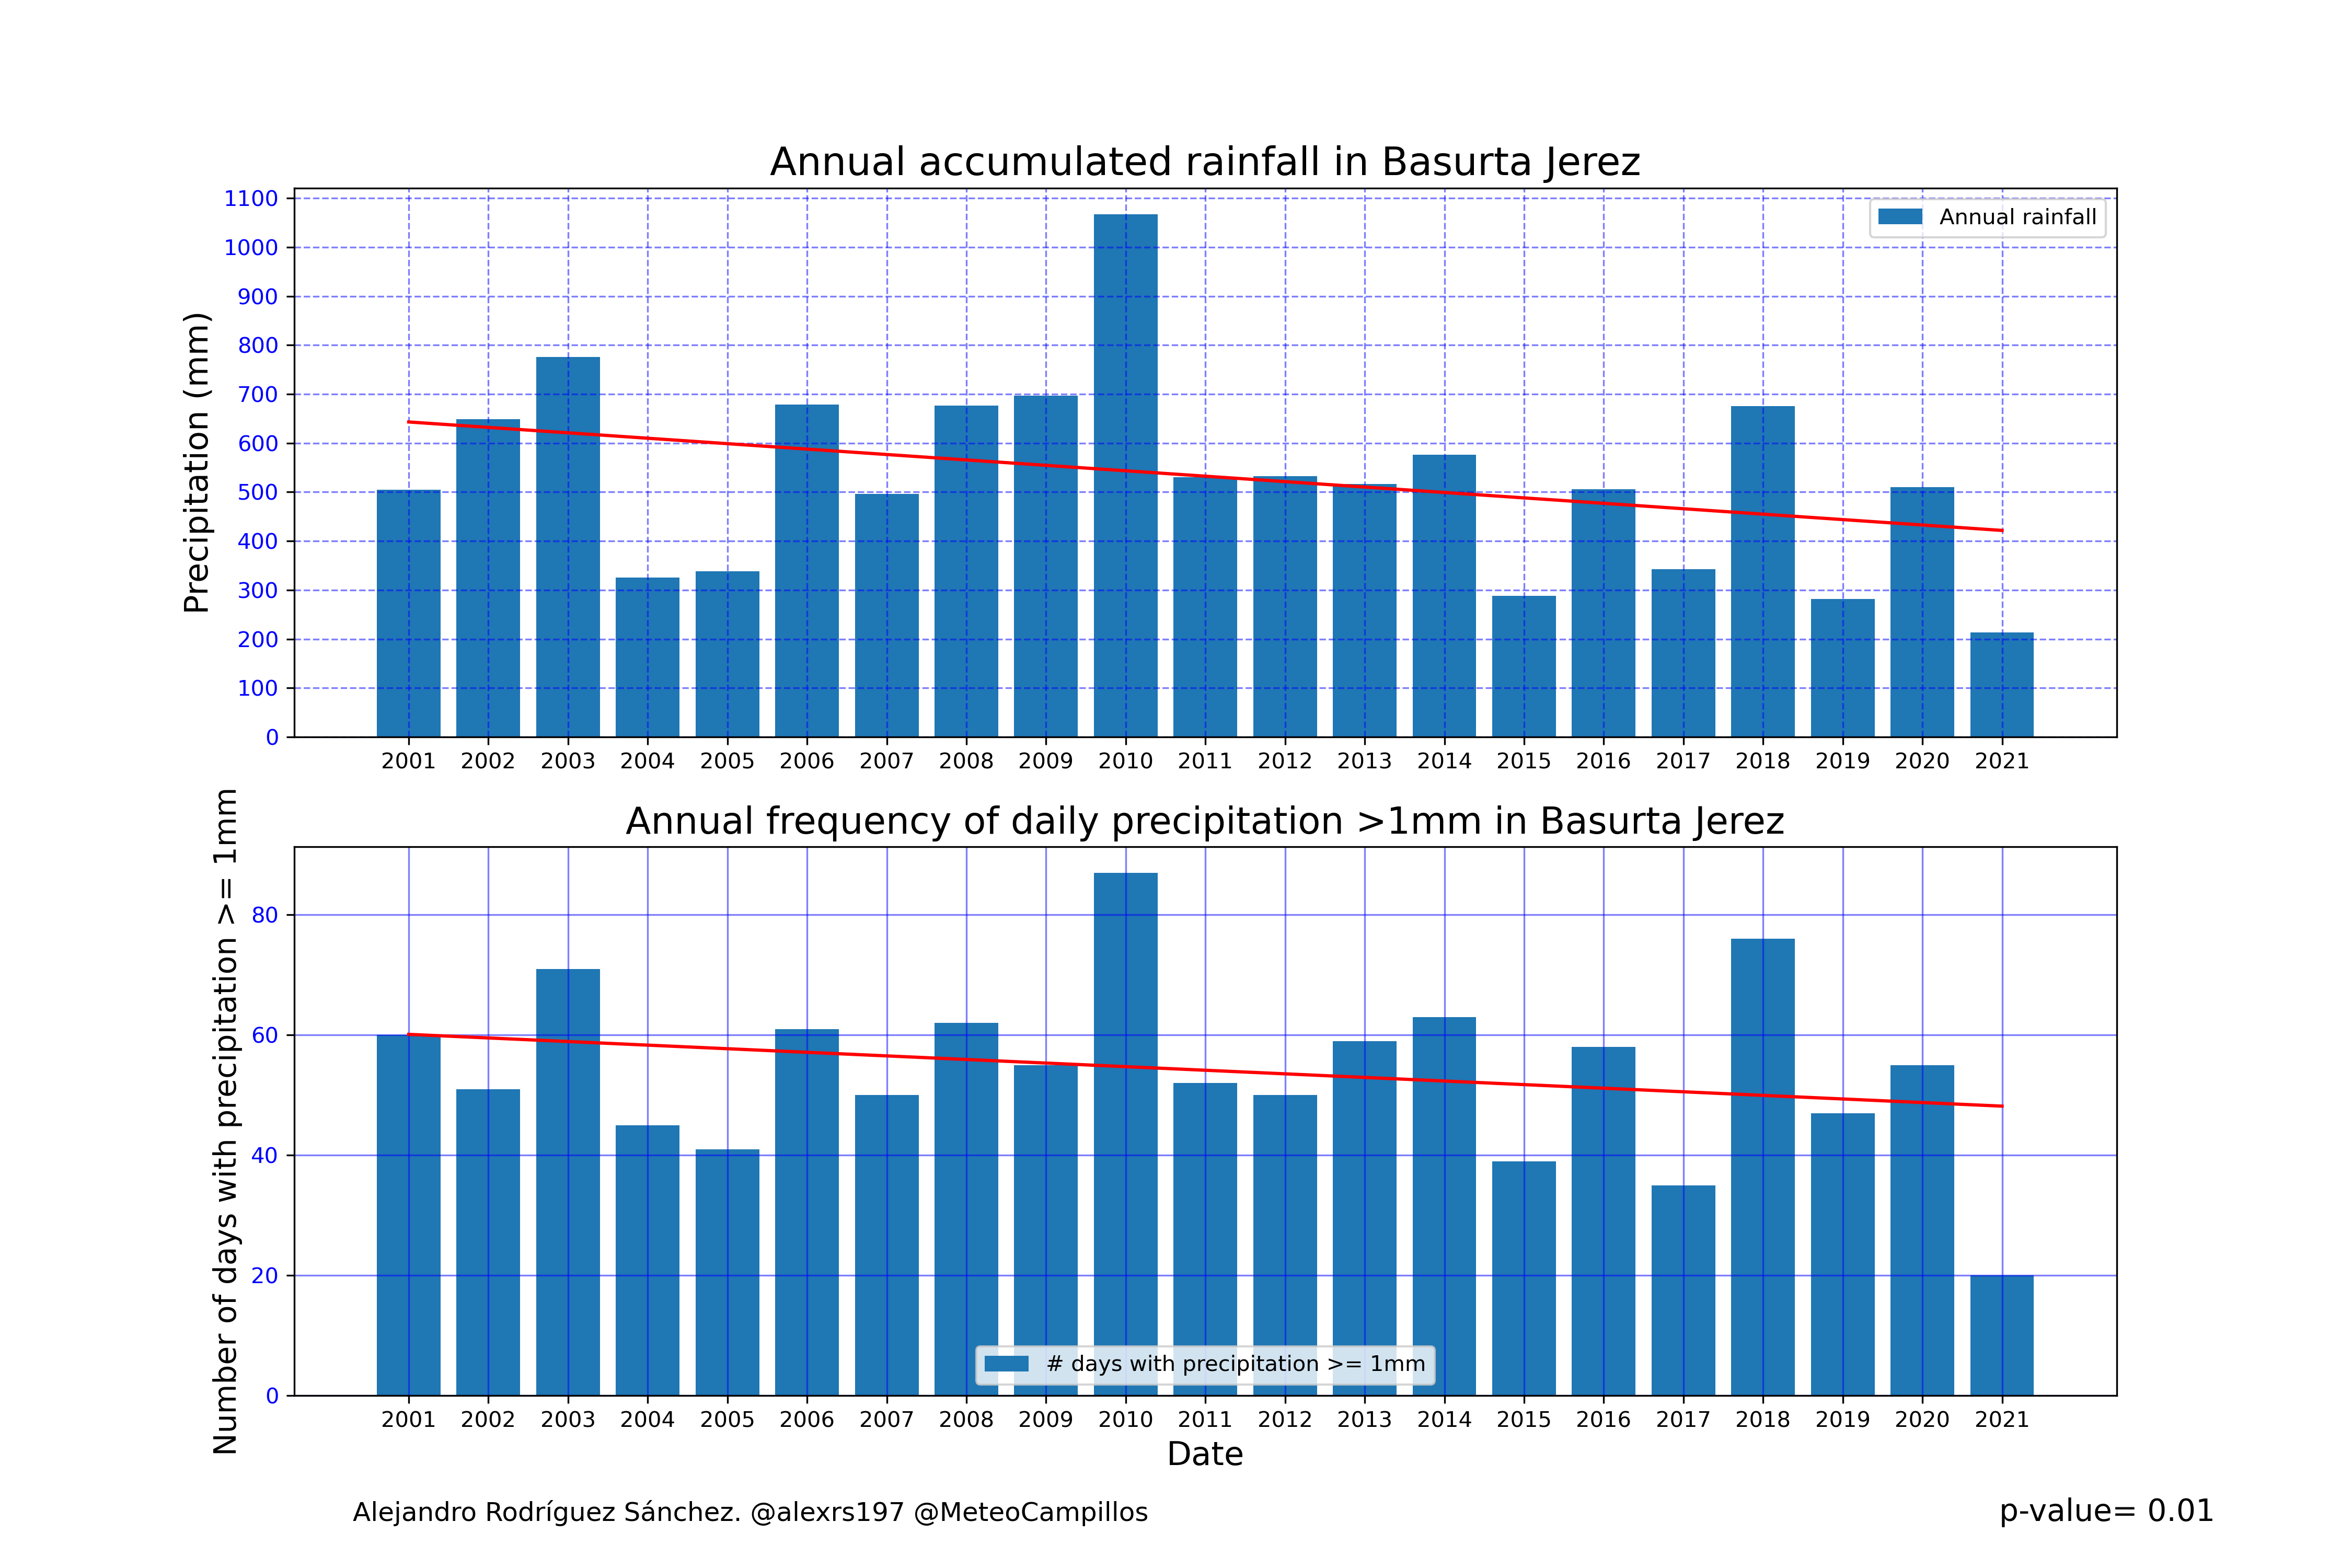 Annual accumulated rainfall in Basurta Jerez
Precipitation (mm)
1100
1000
900
800
700
600
500
400
300
200
100
0
Annual rainfall
2001 2002 2003 2004 2005 2006 2007 2008 2009 2010 2011 2012 2013 2014 2015 2016 2017 2018 2019 2020 2021
Annual frequency of daily precipitation >1mm in Basurta Jerez
Number of days with precipitation >= 1mm
80
60
40
20
0
# days with precipitation >= 1mm
2001 2002 2003 2004 2005 2006 2007 2008 2009 2010 2011 2012 2013 2014 2015 2016 2017 2018 2019 2020 2021
Date
Alejandro Rodríguez Sánchez. @alexrs197 @MeteoCampillos
p-value= 0.01